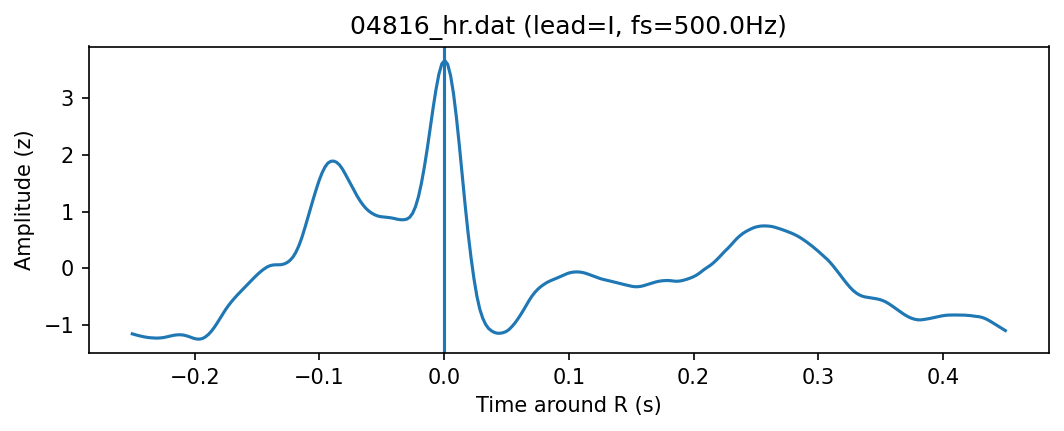 04816_hr.dat (lead=I, fs=500.0Hz)
Amplitude (z)
3
2
1
0
−1
−0.2 −0.1 0.0 0.1 0.2 0.3 0.4
Time around R (s)